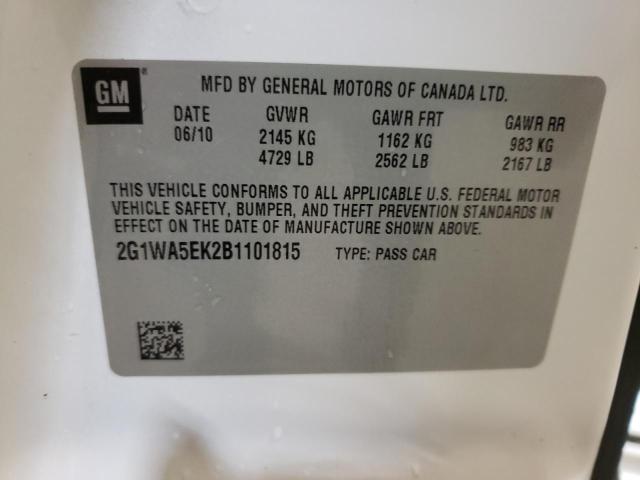 GM
MFD BY GENERAL MOTORS OF CANADA LTD.
DATE GVWR GAWR FRT GAWR RR
06/10 2145 KG 1162 KG 983 KG
4729 LB 2562 LB 2167 LB
THIS VEHICLE CONFORMS TO ALL APPLICABLE U.S. FEDERAL MOTOR
VEHICLE SAFETY, BUMPER, AND THEFT PREVENTION STANDARDS IN
EFFECT ON THE DATE OF MANUFACTURE SHOWN ABOVE.
2G1WA5EK2B1101815 TYPE: PASS CAR